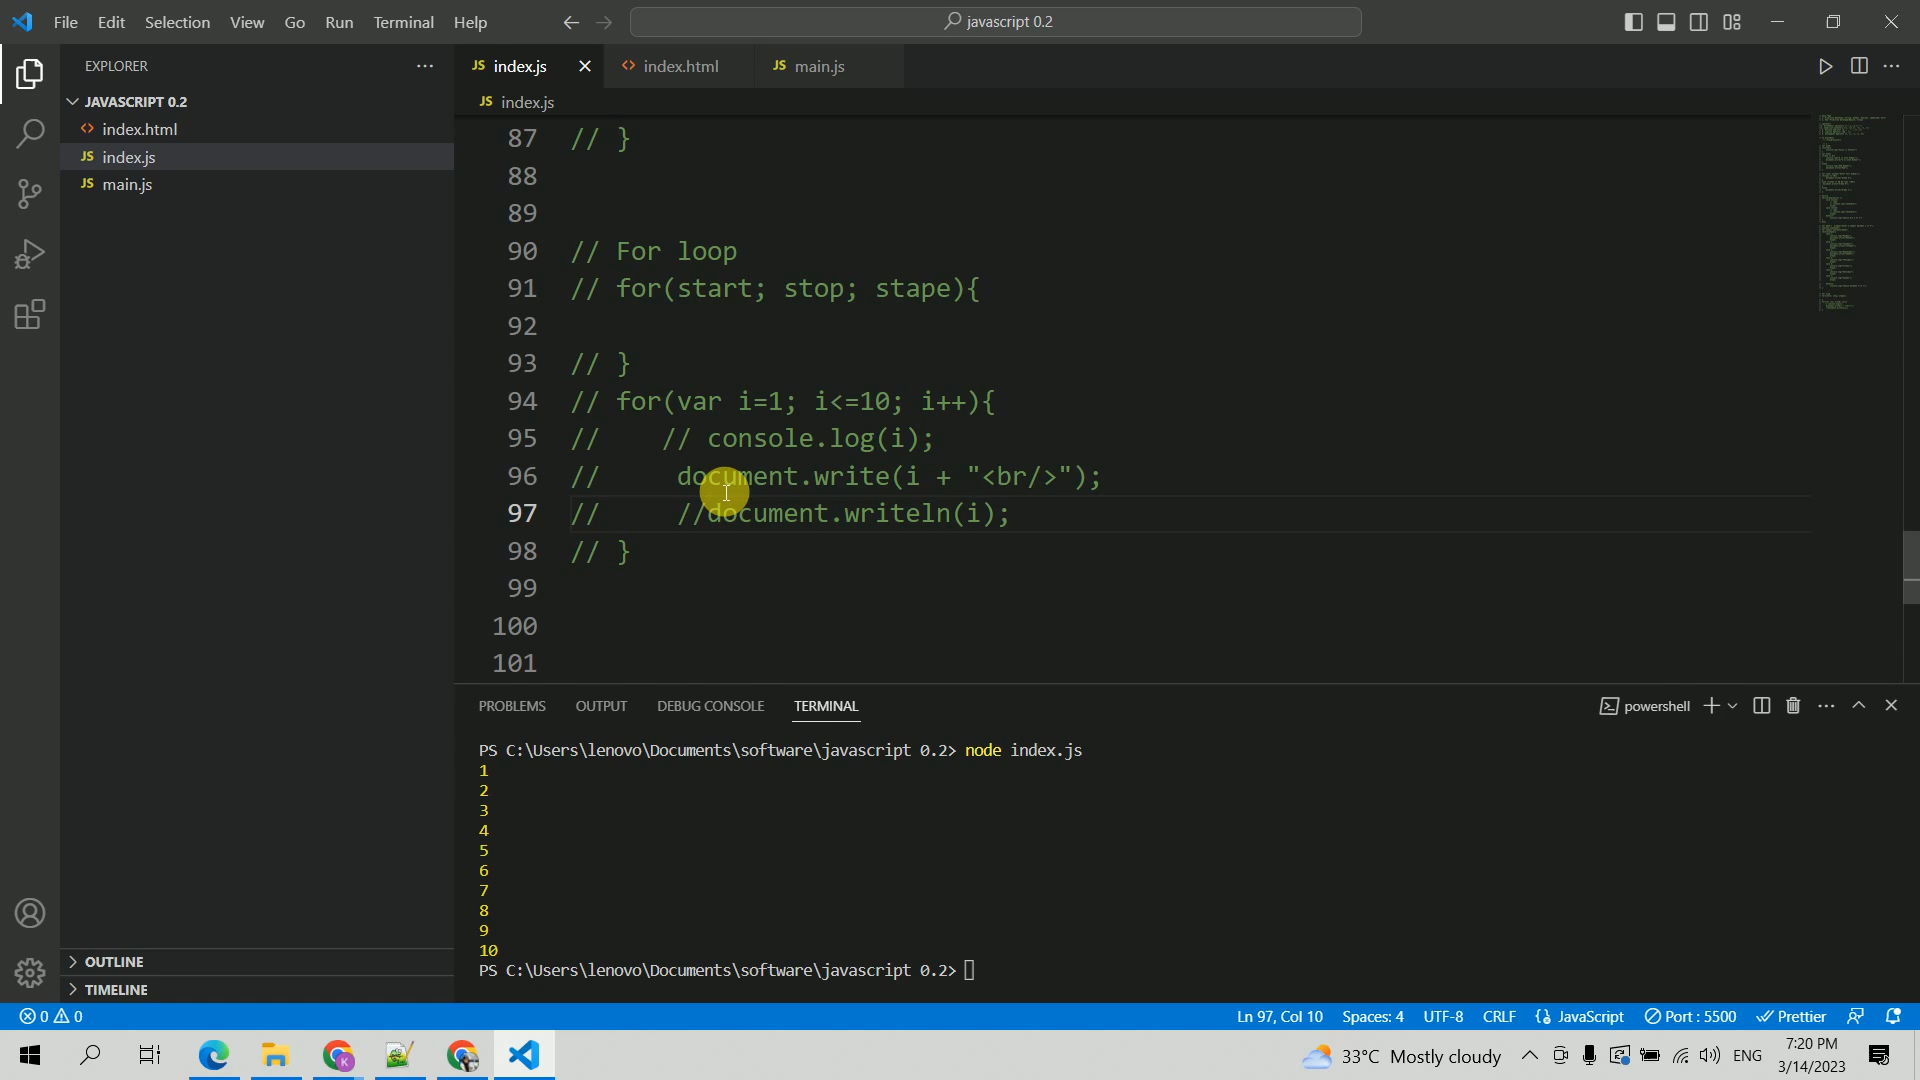 File Edit Selection View Go Run Terminal Help
javascript 0.2
EXPLORER
JAVASCRIPT 0.2
<> index.html
JS index.js
JS main.js
OUTLINE
TIMELINE
JS index.js
<> index.html
JS main.js
JS index.js
87 // }
88
89
90 // For loop
91 // for(start; stop; stape){
92
93 // }
94 // for(var i=1; i<=10; i++){
95 //    // console.log(i);
96 //     document.write(i + "<br/>");
97 //     //document.writeln(i);
98 // }
99
100
101
PROBLEMS OUTPUT DEBUG CONSOLE TERMINAL
powershell
PS C:\Users\lenovo\Documents\software\javascript 0.2> node index.js
1
2
3
4
5
6
7
8
9
10
PS C:\Users\lenovo\Documents\software\javascript 0.2>
0 0
Ln 97, Col 10 Spaces: 4 UTF-8 CRLF {} JavaScript Port : 5500 Prettier
K
33°C Mostly cloudy ENG
7:20 PM
3/14/2023